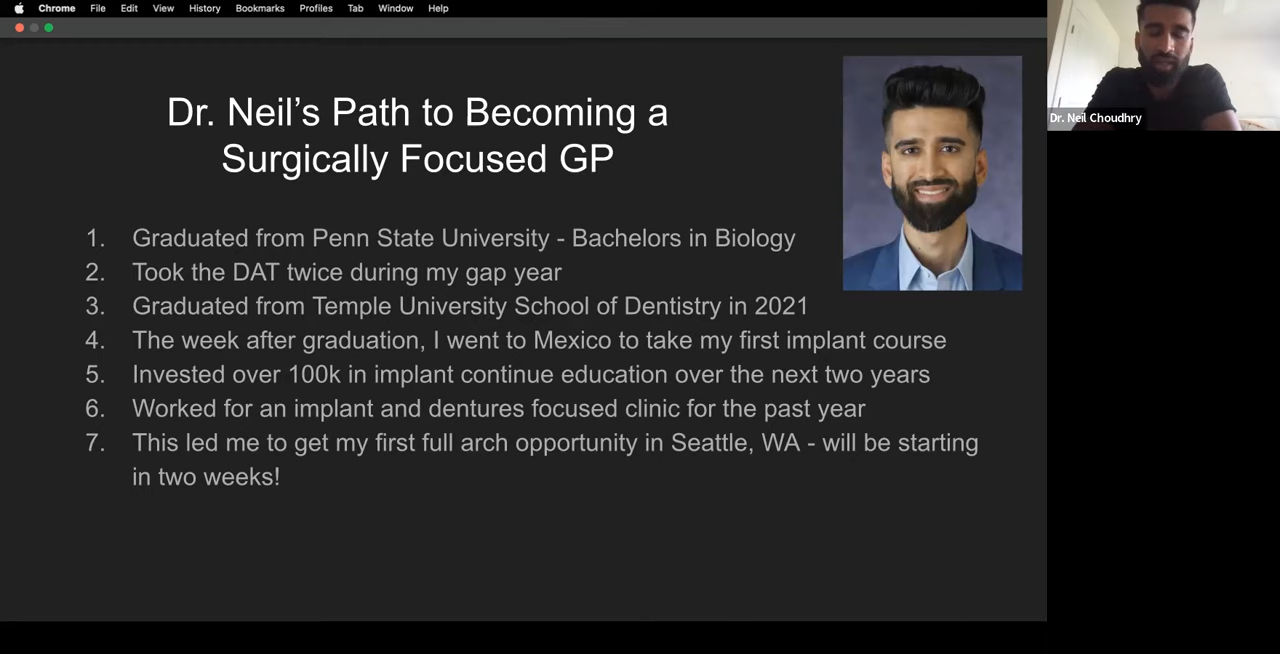 Chrome File Edit View History Bookmarks Profiles Tab Window Help
Dr. Neil’s Path to Becoming a
Surgically Focused GP
1. Graduated from Penn State University - Bachelors in Biology
2. Took the DAT twice during my gap year
3. Graduated from Temple University School of Dentistry in 2021
4. The week after graduation, I went to Mexico to take my first implant course
5. Invested over 100k in implant continue education over the next two years
6. Worked for an implant and dentures focused clinic for the past year
7. This led me to get my first full arch opportunity in Seattle, WA - will be starting
in two weeks!
Dr. Neil Choudhry